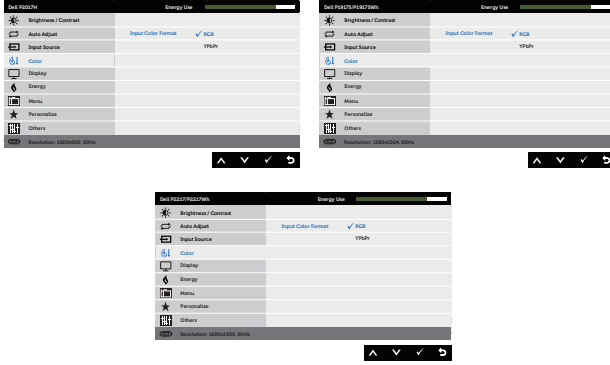 Dell P2017H Energy Use
Brightness / Contrast
Auto Adjust Input Color Format ✓ RGB
Input Source YPbPr
Color
Display
Energy
Menu
Personalize
Others
Resolution: 1600x900, 60Hz
Dell P1917S/P1917SWh Energy Use
Brightness / Contrast
Auto Adjust Input Color Format ✓ RGB
Input Source YPbPr
Color
Display
Energy
Menu
Personalize
Others
Resolution: 1280x1024, 60Hz
Dell P2217/P2217Wh Energy Use
Brightness / Contrast
Auto Adjust Input Color Format ✓ RGB
Input Source YPbPr
Color
Display
Energy
Menu
Personalize
Others
Resolution: 1680x1050, 60Hz